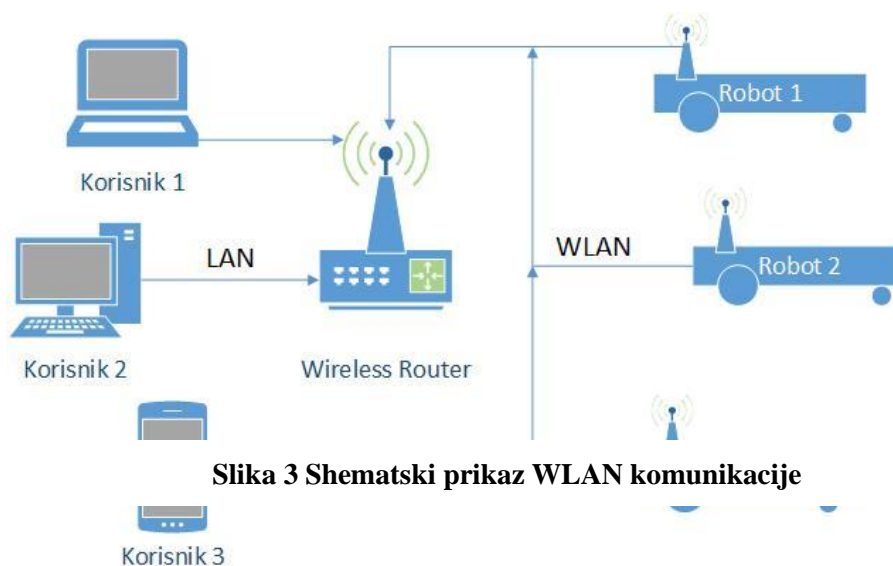 Robot 1
Korisnik 1
LAN
WLAN
Robot 2
Korisnik 2
Wireless Router
Slika 3 Shematski prikaz WLAN komunikacije
Korisnik 3